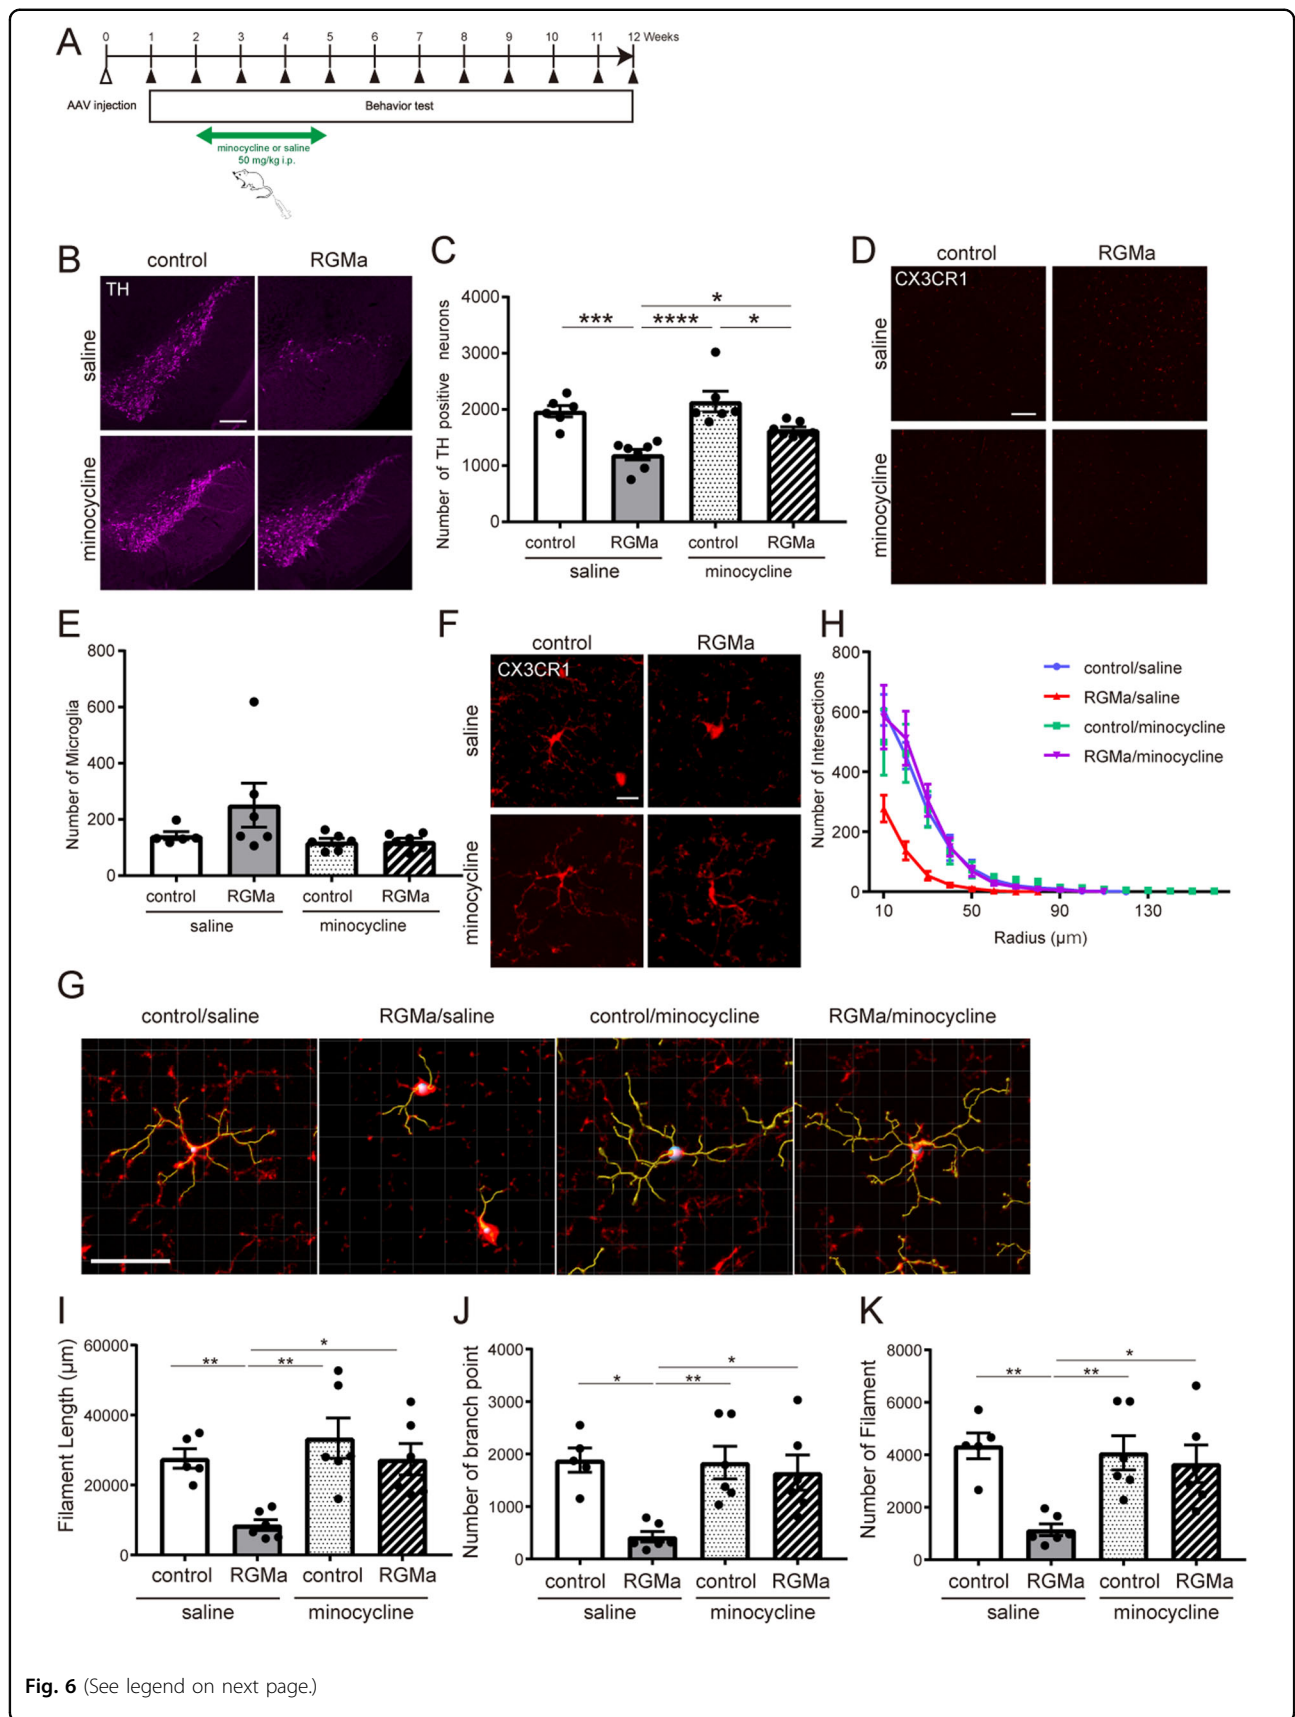 A
0 1 2 3 4 5 6 7 8 9 10 11 12 Weeks
AAV injection
Behavior test
minocycline or saline
50 mg/kg i.p.
B
control RGMa
TH
saline
minocycline
C
Number of TH positive neurons
4000
3000
2000
1000
0
*
*** **** *
control RGMa control RGMa
saline minocycline
D
control RGMa
CX3CR1
saline
minocycline
E
Number of Microglia
800
600
400
200
0
control RGMa control RGMa
saline minocycline
F
control RGMa
CX3CR1
saline
minocycline
H
Number of Intersections
800
600
400
200
0
10 50 90 130
Radius (μm)
control/saline
RGMa/saline
control/minocycline
RGMa/minocycline
G
control/saline RGMa/saline control/minocycline RGMa/minocycline
I
Filament Length (μm)
60000
40000
20000
0
*
** **
control RGMa control RGMa
saline minocycline
J
Number of branch point
4000
3000
2000
1000
0
*
* **
control RGMa control RGMa
saline minocycline
K
Number of Filament
8000
6000
4000
2000
0
*
** **
control RGMa control RGMa
saline minocycline
Fig. 6 (See legend on next page.)